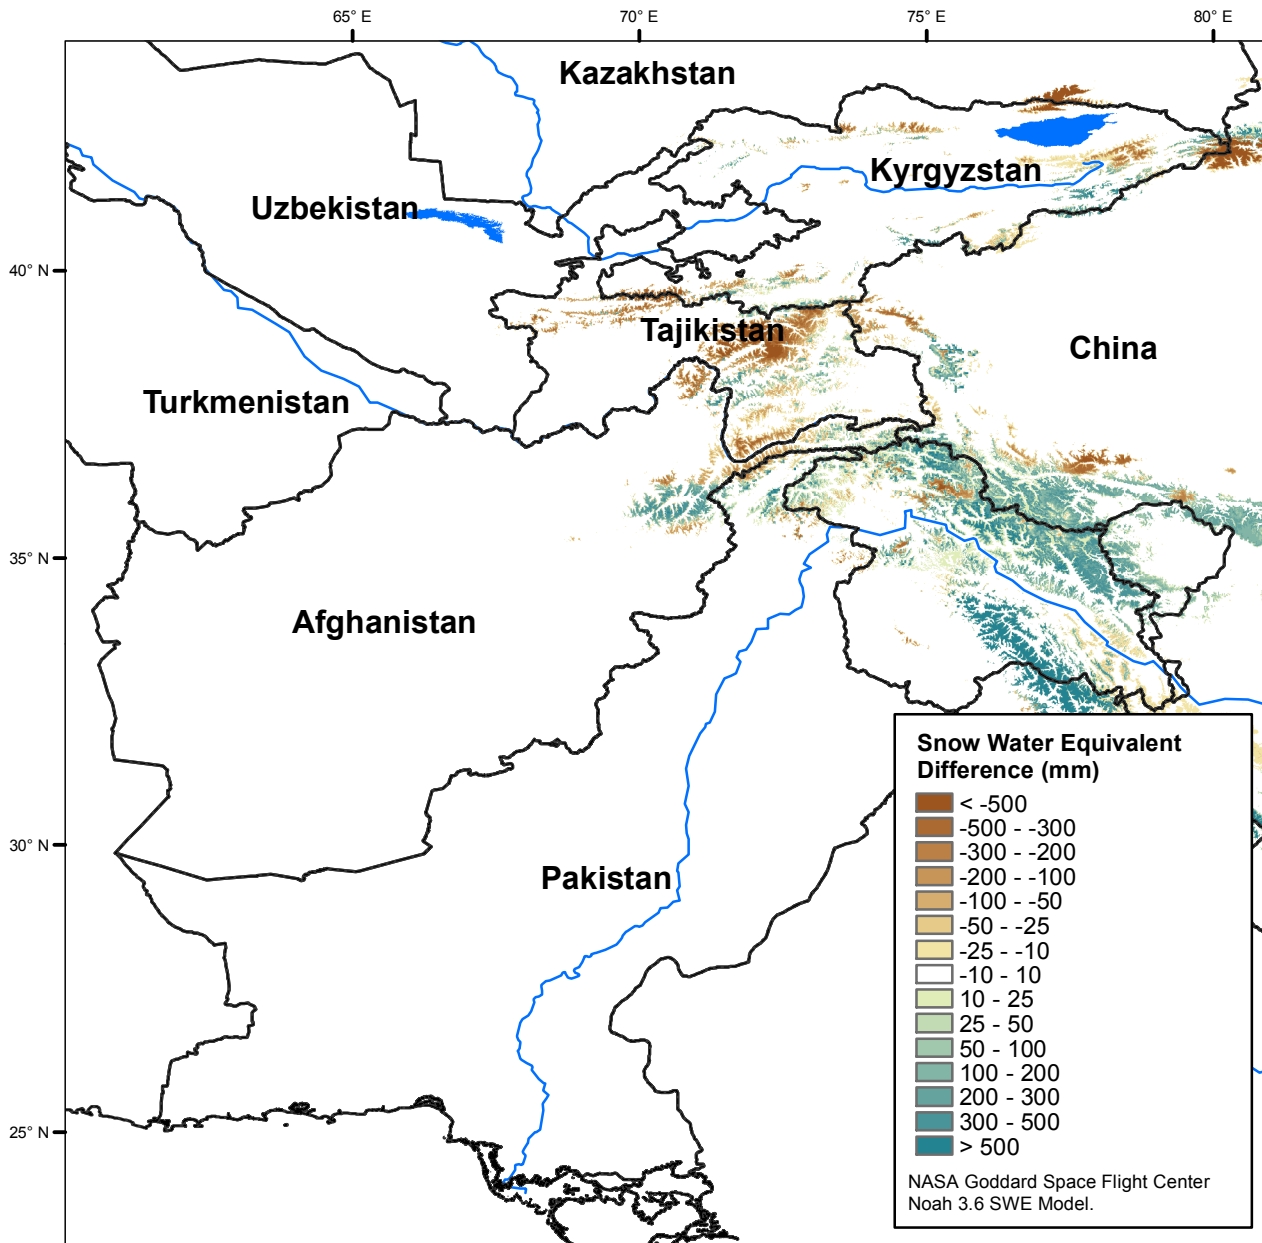 65° E
70° E
75° E
80° E
Kazakhstan
Kyrgyzstan
Uzbekistan
40° N
Tajikistan
China
Turkmenistan
35° N
Afghanistan
30° N
Pakistan
25° N
Snow Water Equivalent
Difference (mm)
< -500
-500 - -300
-300 - -200
-200 - -100
-100 - -50
-50 - -25
-25 - -10
-10 - 10
10 - 25
25 - 50
50 - 100
100 - 200
200 - 300
300 - 500
> 500
NASA Goddard Space Flight Center
Noah 3.6 SWE Model.